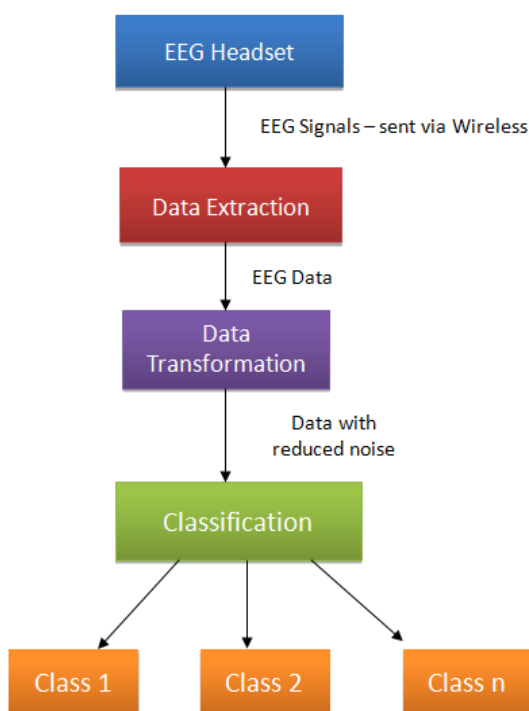 EEG Headset
EEG Signals – sent via Wireless
Data Extraction
EEG Data
Data
Transformation
Data with
reduced noise
Classification
Class 1
Class 2
Class n